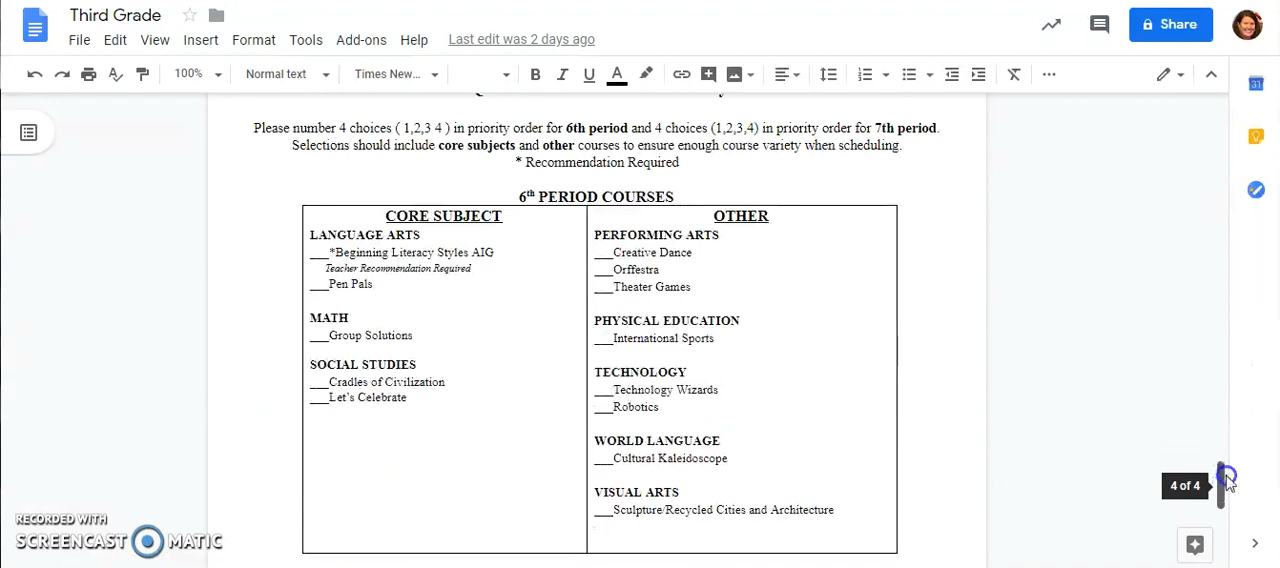 Third Grade
File Edit View Insert Format Tools Add-ons Help Last edit was 2 days ago
Share
100% Normal text Times New...
Please number 4 choices ( 1,2,3 4 ) in priority order for 6th period and 4 choices (1,2,3,4) in priority order for 7th period.
Selections should include core subjects and other courses to ensure enough course variety when scheduling.
* Recommendation Required
6th PERIOD COURSES
CORE SUBJECT
LANGUAGE ARTS
___*Beginning Literacy Styles AIG
Teacher Recommendation Required
___Pen Pals
MATH
___Group Solutions
SOCIAL STUDIES
___Cradles of Civilization
___Let's Celebrate
OTHER
PERFORMING ARTS
___Creative Dance
___Orffestra
___Theater Games
PHYSICAL EDUCATION
___International Sports
TECHNOLOGY
___Technology Wizards
___Robotics
WORLD LANGUAGE
___Cultural Kaleidoscope
VISUAL ARTS
___Sculpture/Recycled Cities and Architecture
4 of 4
31
RECORDED WITH
SCREENCAST MATIC